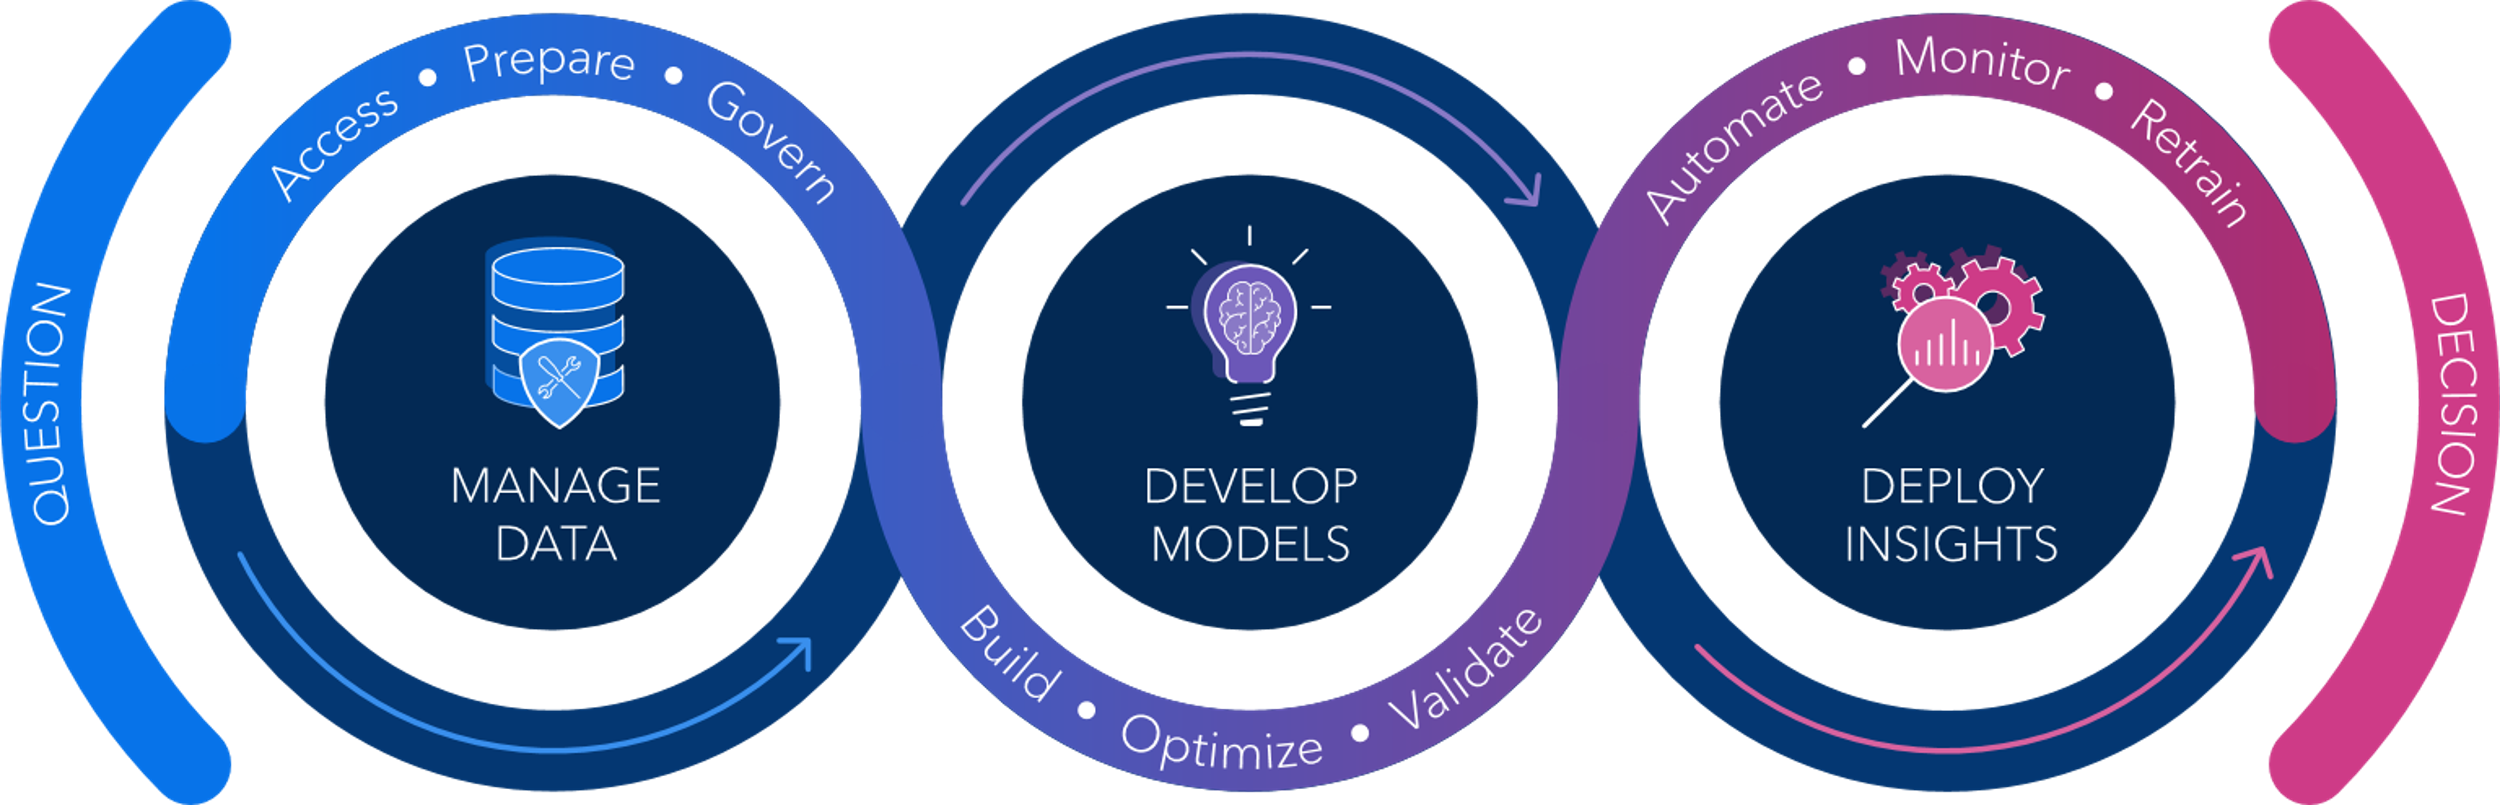 QUESTION
Access • Prepare • Govern
MANAGE
DATA
Build • Optimize • Validate
DEVELOP
MODELS
Automate • Monitor • Retrain
DEPLOY
INSIGHTS
DECISION